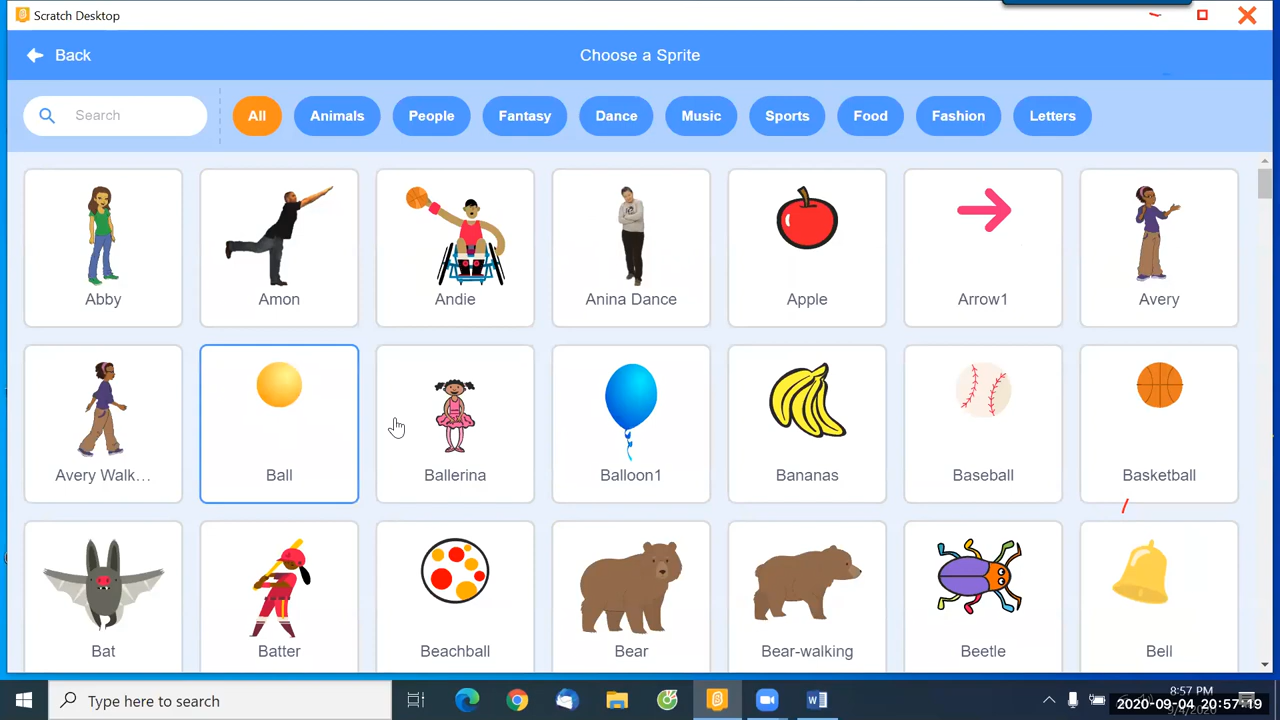 Scratch Desktop
Back
Choose a Sprite
Search
All
Animals
People
Fantasy
Dance
Music
Sports
Food
Fashion
Letters
Abby
Amon
Andie
Anina Dance
Apple
Arrow1
Avery
Avery Walk...
Ball
Ballerina
Balloon1
Bananas
Baseball
Basketball
Bat
Batter
Beachball
Bear
Bear-walking
Beetle
Bell
Type here to search
8:57 PM
2020-09-04 20:57:19